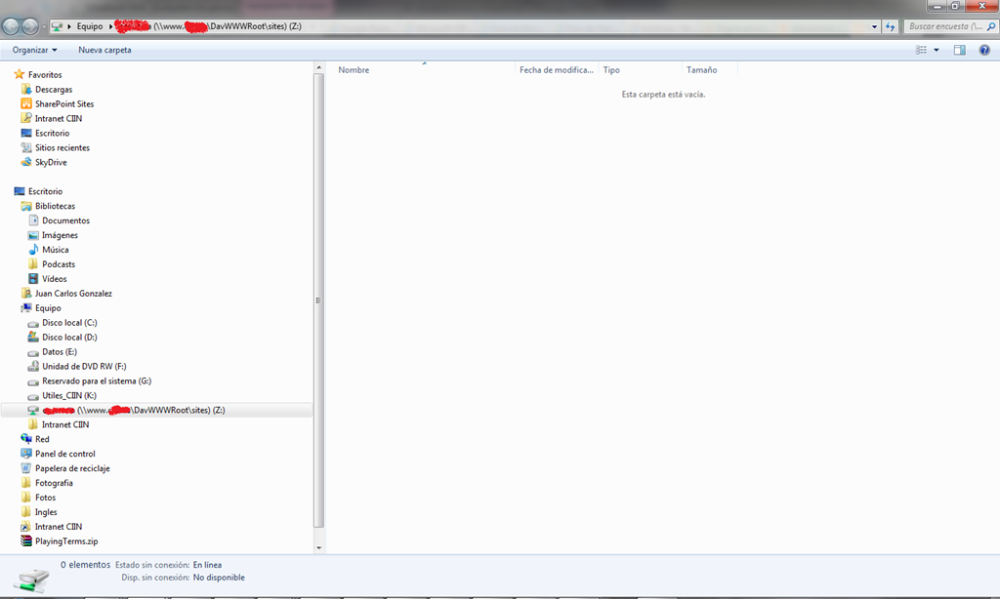 Equipo (\\www. \DavWWWRoot\sites) (Z:)
Buscar encuesta (\...
Organizar Nueva carpeta
Nombre Fecha de modifica... Tipo Tamaño
Esta carpeta está vacía.
Favoritos
Descargas
SharePoint Sites
Intranet CIIN
Escritorio
Sitios recientes
SkyDrive
Escritorio
Bibliotecas
Documentos
Imágenes
Música
Podcasts
Vídeos
Juan Carlos Gonzalez
Equipo
Disco local (C:)
Disco local (D:)
Datos (E:)
Unidad de DVD RW (F:)
Reservado para el sistema (G:)
Utiles_CIIN (K:)
(\\www. \DavWWWRoot\sites) (Z:)
Intranet CIIN
Red
Panel de control
Papelera de reciclaje
Fotografia
Fotos
Ingles
Intranet CIIN
PlayingTerms.zip
0 elementos Estado sin conexión: En línea
Disp. sin conexión: No disponible